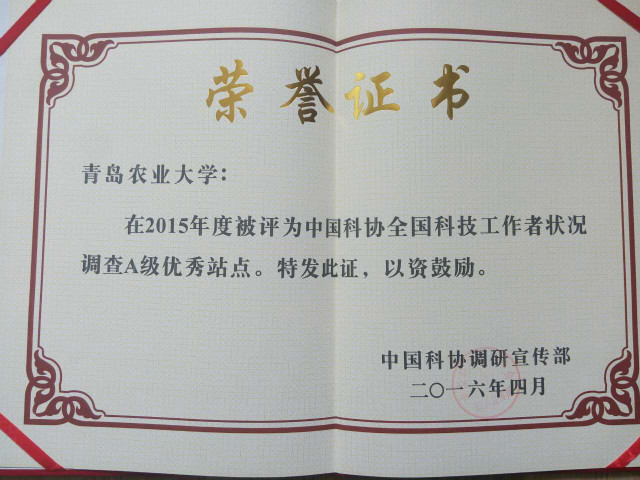 荣誉证书
青岛农业大学：
在2015年度被评为中国科协全国科技工作者状况
调查A级优秀站点。特发此证，以资鼓励。
中国科协调研宣传部
二〇一六年四月